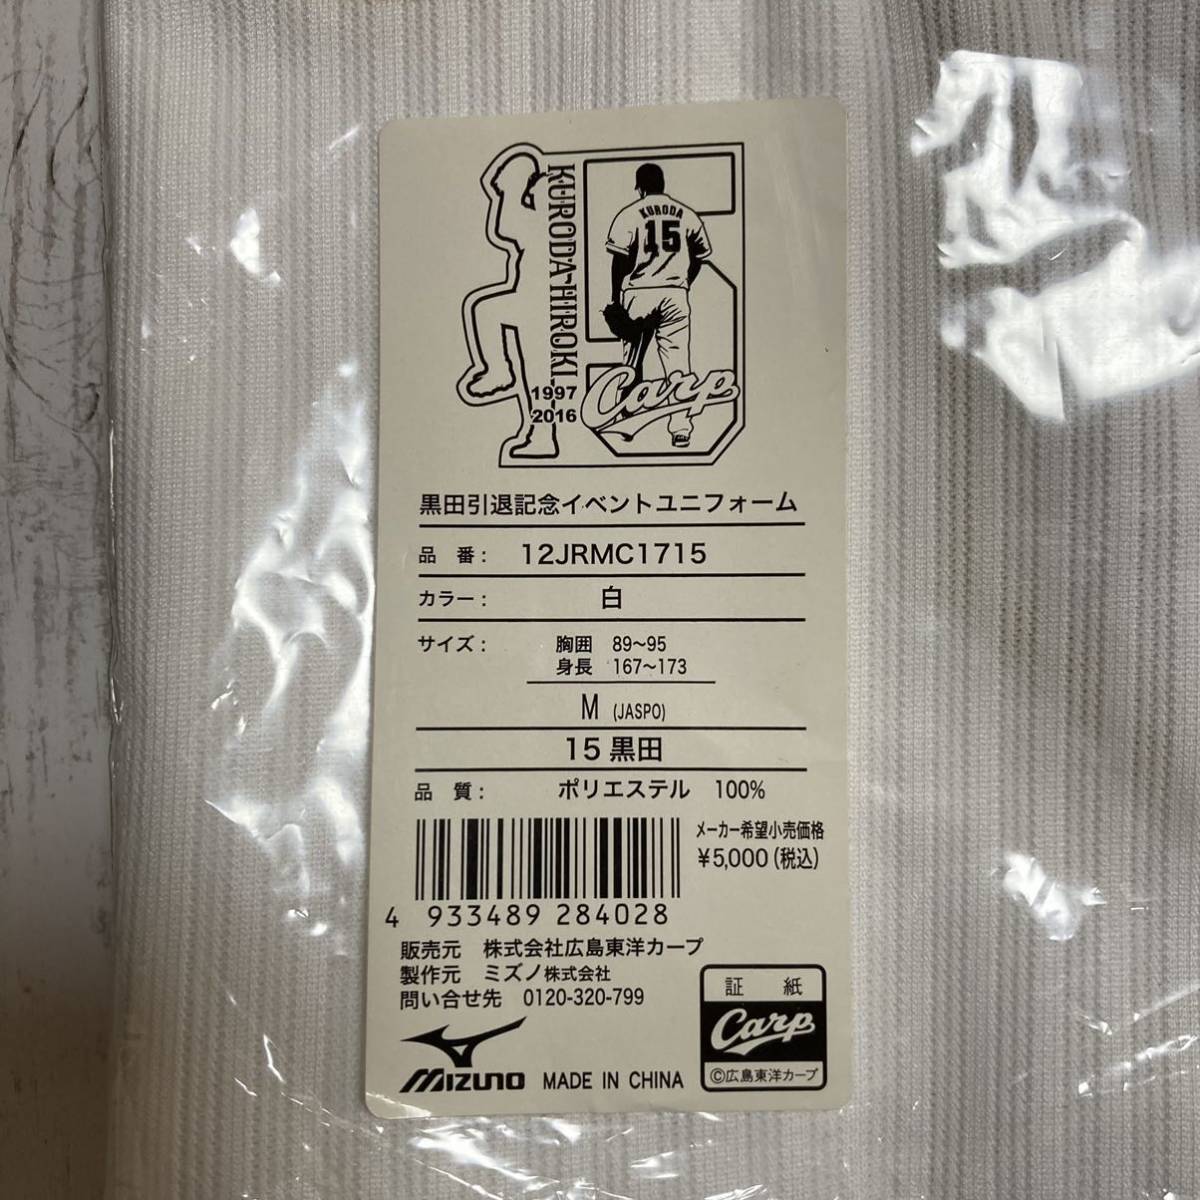 KURODA HIROKI
KURODA
15
1997
2016
Carp
黒田引退記念イベントユニフォーム
品 番: 12JRMC1715
カラー: 白
サイズ: 胸囲 89~95
身長 167~173
M (JASPO)
15 黒田
品 質: ポリエステル 100%
メーカー希望小売価格
¥5,000(税込)
4 933489 284028
販売元 株式会社広島東洋カープ
製作元 ミズノ株式会社
問い合せ先 0120-320-799
証 紙
Carp
©広島東洋カープ
MIZUNO MADE IN CHINA